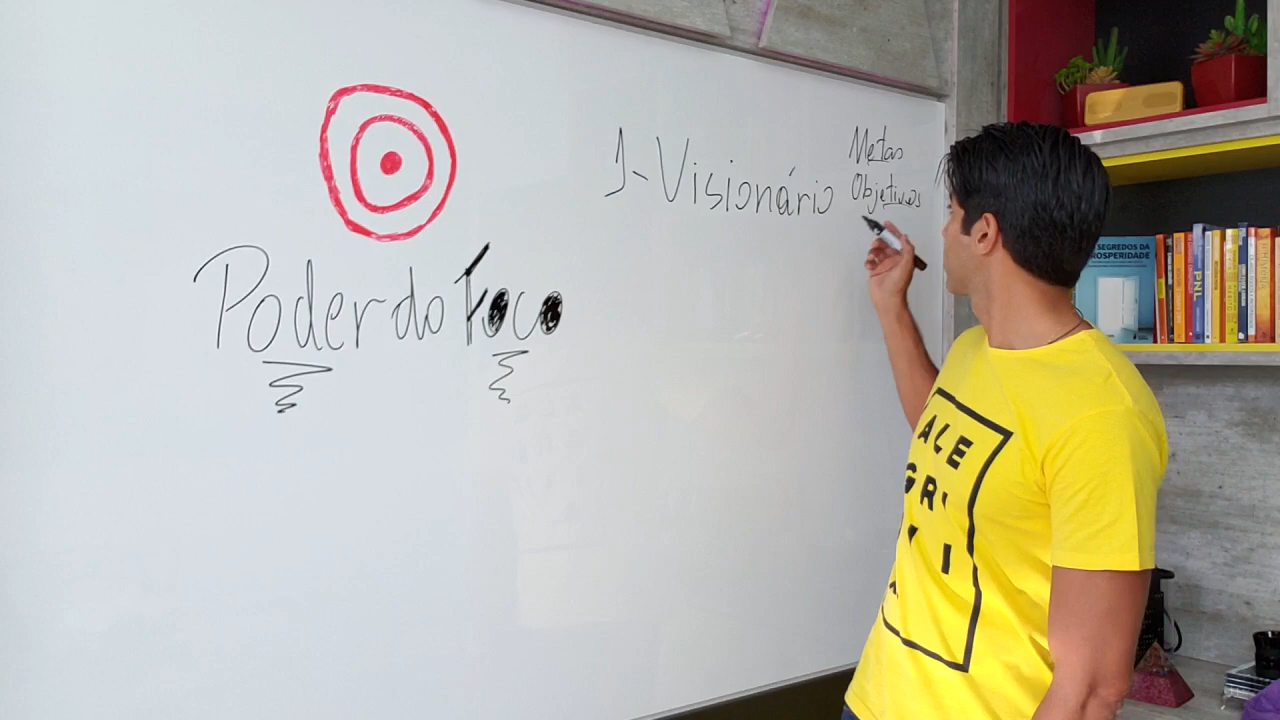 Poder do Foco
1-Visionário
Metas
Objetivos
ALE
GRI
SEGREDOS DA
PROSPERIDADE
PNL